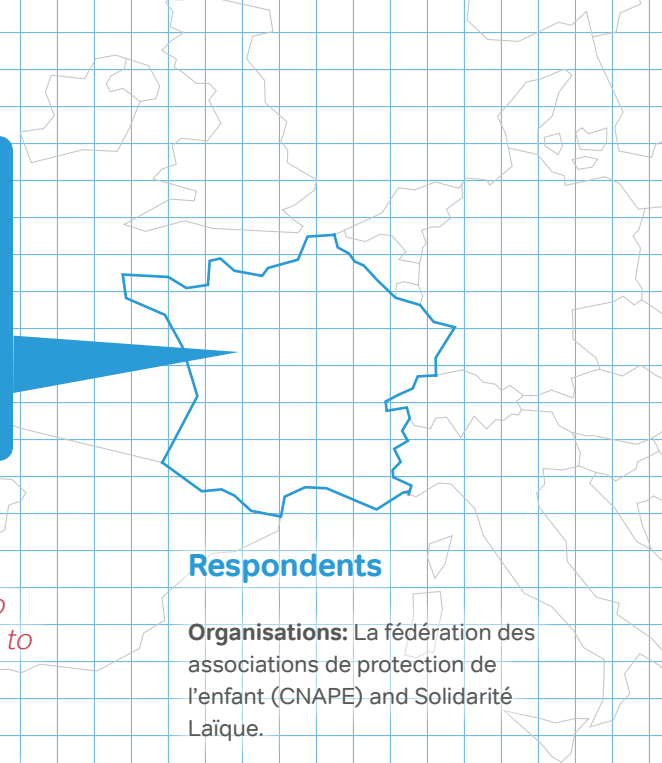 Respondents
to
Organisations: La fédération des
associations de protection de
l'enfant (CNAPE) and Solidarité
Laïque.